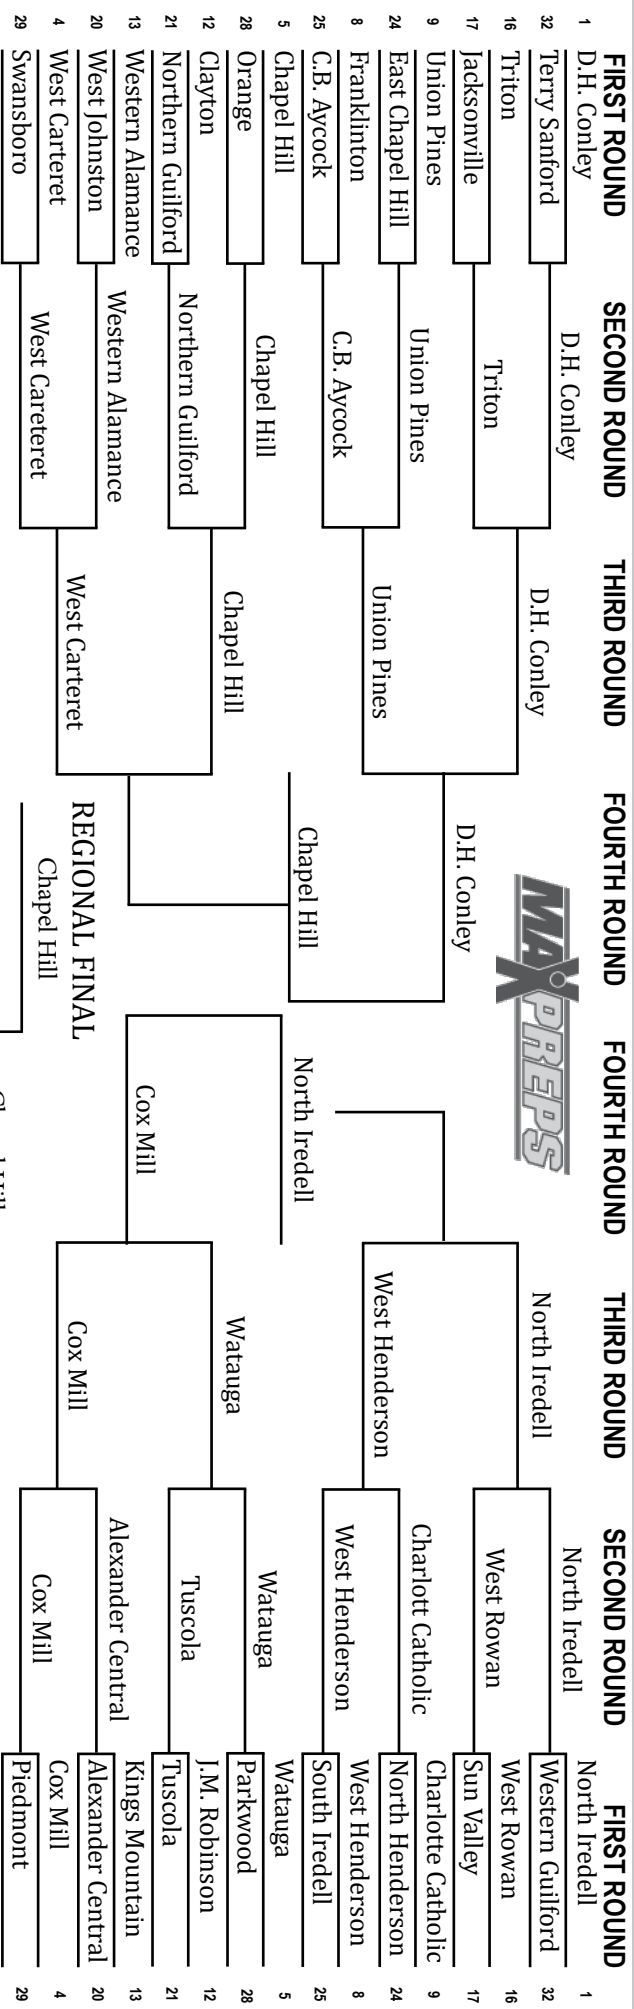 FIRST ROUND SECOND ROUND THIRD ROUND FOURTH ROUND FOURTH ROUND THIRD ROUND SECOND ROUND FIRST ROUND
MAXPREPS
1 D.H. Conley
32 Terry Sanford
16 Triton
17 Jacksonville
9 Union Pines
24 East Chapel Hill
8 Franklinton
25 C.B. Aycock
5 Chapel Hill
28 Orange
12 Clayton
21 Northern Guilford
13 Western Alamance
20 West Johnston
4 West Carteret
29 Swansboro
D.H. Conley
Triton
Union Pines
C.B. Aycock
Chapel Hill
Northern Guilford
Western Alamance
West Careteret
D.H. Conley
Union Pines
Chapel Hill
West Carteret
D.H. Conley
Chapel Hill
REGIONAL FINAL
Chapel Hill
North Iredell
Cox Mill
North Iredell
West Henderson
Watauga
Cox Mill
North Iredell
West Rowan
Charlott Catholic
West Henderson
Watauga
Tuscola
Alexander Central
Cox Mill
North Iredell 1
Western Guilford 32
West Rowan 16
Sun Valley 17
Charlotte Catholic 9
North Henderson 24
West Henderson 8
South Iredell 25
Watauga 5
Parkwood 28
J.M. Robinson 12
Tuscola 21
Kings Mountain 13
Alexander Central 20
Cox Mill 4
Piedmont 29